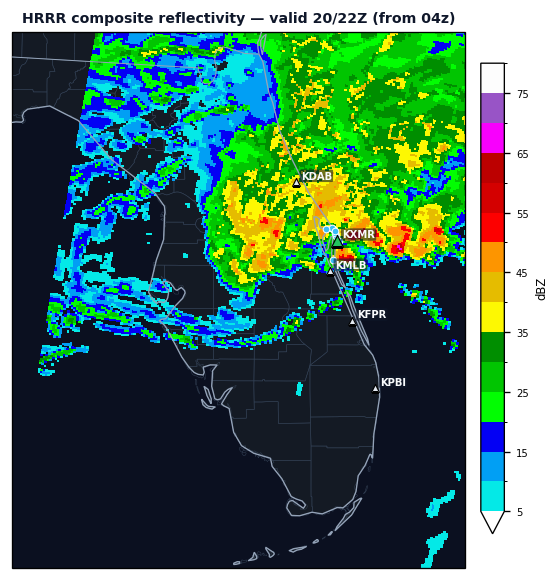 HRRR composite reflectivity — valid 20/22Z (from 04z)
75
65
KDAB
55
KXMR
KMLB
45
dBZ
KFPR
35
KPBI
25
15
5